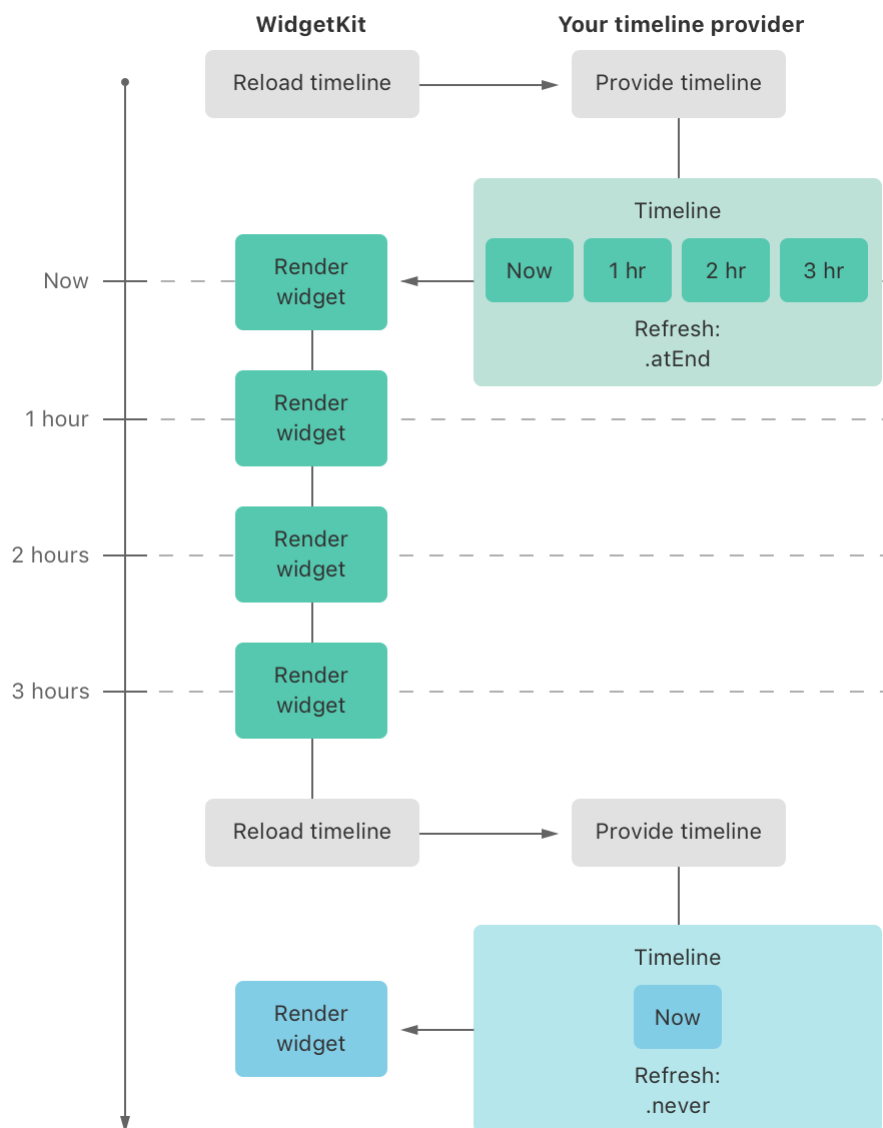 WidgetKit
Your timeline provider
Reload timeline
Provide timeline
Timeline
Now
1 hr
2 hr
3 hr
Refresh:
.atEnd
Now
Render
widget
1 hour
Render
widget
2 hours
Render
widget
3 hours
Render
widget
Reload timeline
Provide timeline
Timeline
Now
Refresh:
.never
Render
widget